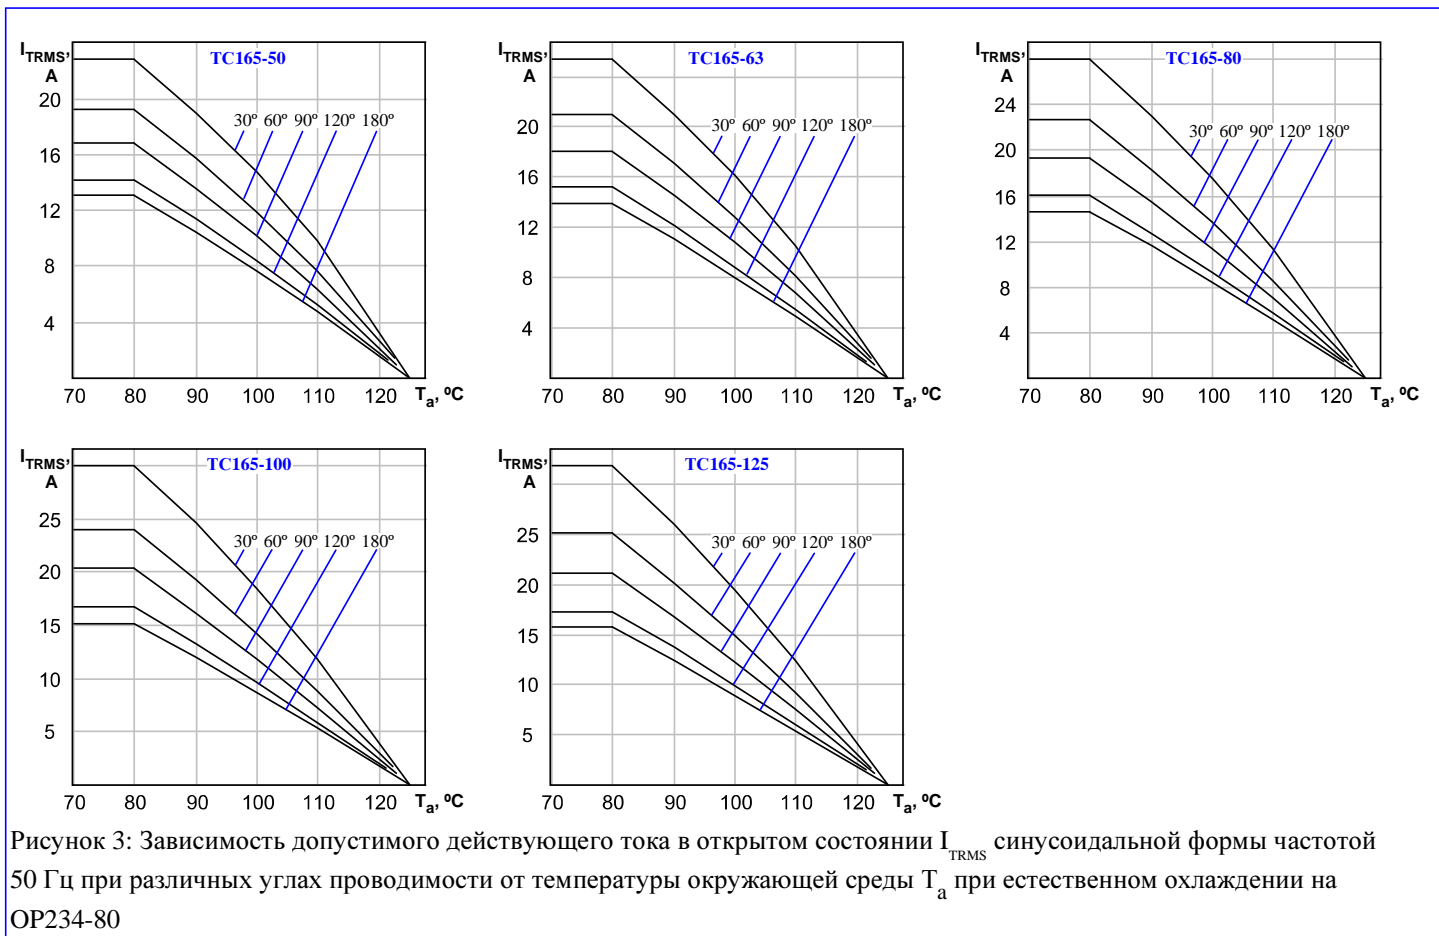 I TRMS, A
TC165-50
20
16
12
8
4
30º 60º 90º 120º 180º
70 80 90 100 110 120 Ta, ºC
I TRMS, A
TC165-63
20
16
12
8
4
30º 60º 90º 120º 180º
70 80 90 100 110 120 Ta, ºC
I TRMS, A
TC165-80
24
20
16
12
8
4
30º 60º 90º 120º 180º
70 80 90 100 110 120 Ta, ºC
I TRMS, A
TC165-100
25
20
15
10
5
30º 60º 90º 120º 180º
70 80 90 100 110 120 Ta, ºC
I TRMS, A
TC165-125
25
20
15
10
5
30º 60º 90º 120º 180º
70 80 90 100 110 120 Ta, ºC
Рисунок 3: Зависимость допустимого действующего тока в открытом состоянии I TRMS синусоидальной формы частотой
50 Гц при различных углах проводимости от температуры окружающей среды Ta при естественном охлаждении на
ОР234-80